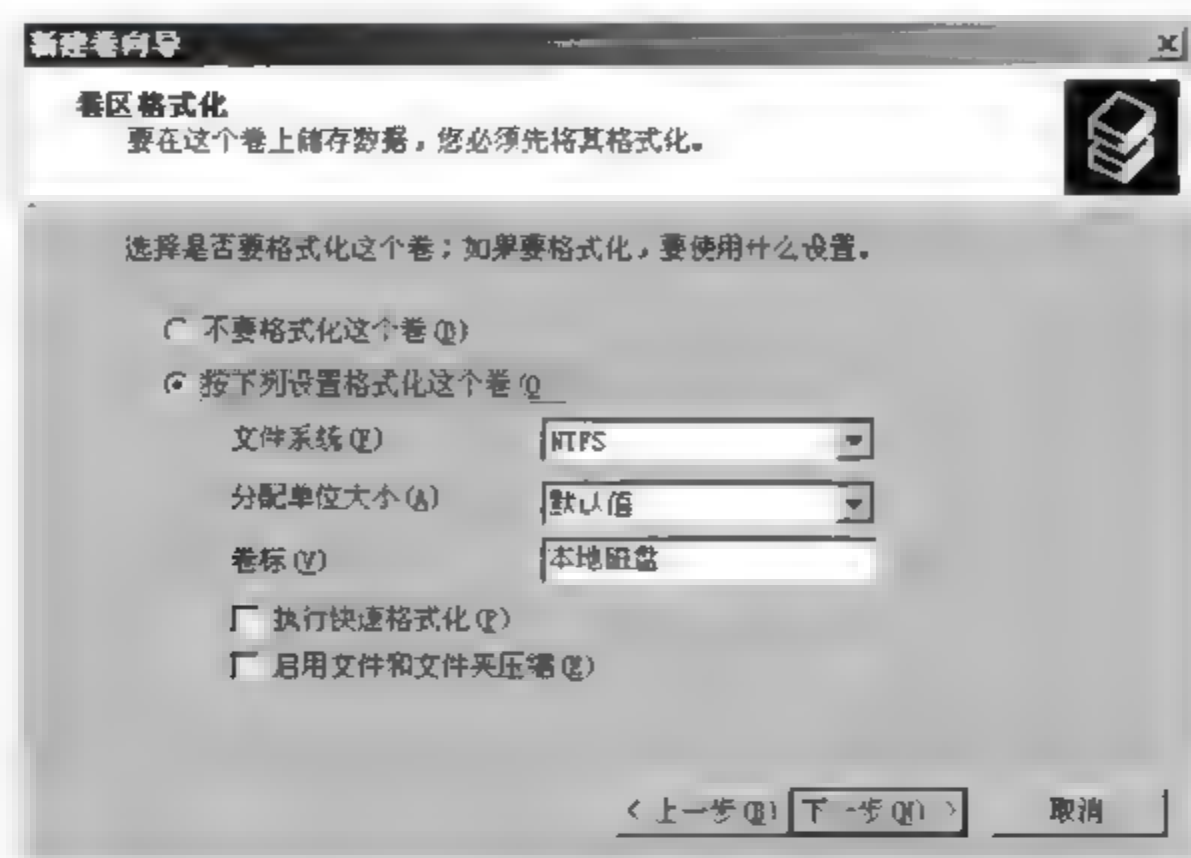 新建卷向导
卷区格式化
要在这个卷上储存数据，您必须先将其格式化。
选择是否要格式化这个卷；如果要格式化，要使用什么设置。
不要格式化这个卷(D)
按下列设置格式化这个卷(O
文件系统(F)
NTFS
分配单位大小(A)
默认值
卷标(V)
本地磁盘
执行快速格式化(P)
启用文件和文件夹压缩(E)
< 上一步(B)
下一步(N) >
取消